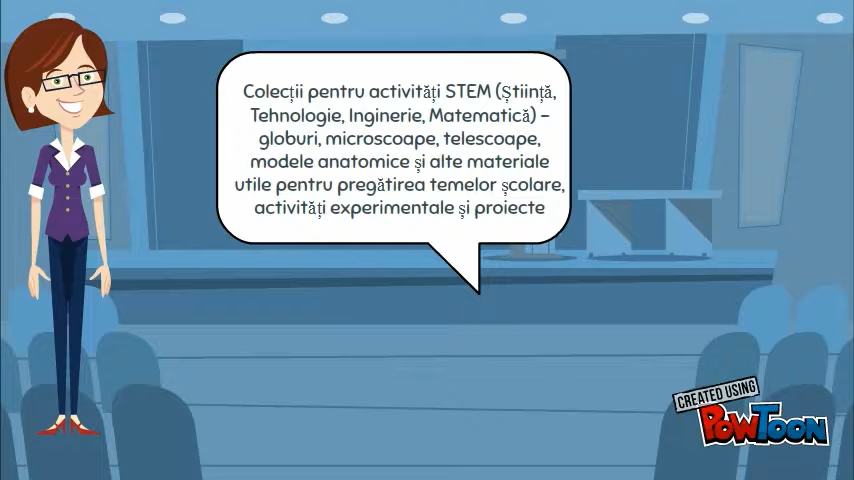 Colecții pentru activități STEM (Știință,
Tehnologie, Inginerie, Matematică) –
globuri, microscoape, telescoape,
modele anatomice și alte materiale
utile pentru pregătirea temelor școlare,
activități experimentale și proiecte
CREATED USING
POWTOON